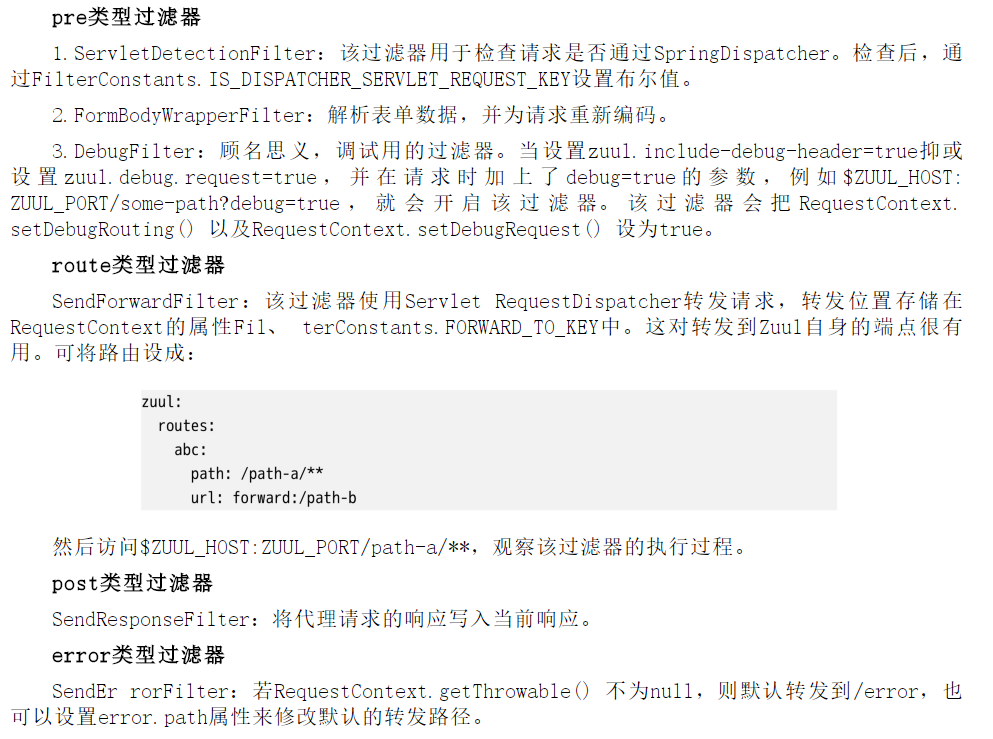 pre类型过滤器
1.ServletDetectionFilter：该过滤器用于检查请求是否通过SpringDispatcher。检查后，通
过FilterConstants.IS_DISPATCHER_SERVLET_REQUEST_KEY设置布尔值。
2.FormBodyWrapperFilter：解析表单数据，并为请求重新编码。
3.DebugFilter：顾名思义，调试用的过滤器。当设置zuul.include-debug-header=true抑或
设置zuul.debug.request=true，并在请求时加上了debug=true的参数，例如$ZUUL_HOST:
ZUUL_PORT/some-path?debug=true，就会开启该过滤器。该过滤器会把RequestContext.
setDebugRouting() 以及RequestContext.setDebugRequest() 设为true。
route类型过滤器
SendForwardFilter：该过滤器使用Servlet RequestDispatcher转发请求，转发位置存储在
RequestContext的属性Fil、 terConstants.FORWARD_TO_KEY中。这对转发到Zuul自身的端点很有
用。可将路由设成：
zuul:
  routes:
    abc:
      path: /path-a/**
      url: forward:/path-b
然后访问$ZUUL_HOST:ZUUL_PORT/path-a/**，观察该过滤器的执行过程。
post类型过滤器
SendResponseFilter：将代理请求的响应写入当前响应。
error类型过滤器
SendEr rorFilter：若RequestContext.getThrowable() 不为null，则默认转发到/error，也
可以设置error.path属性来修改默认的转发路径。